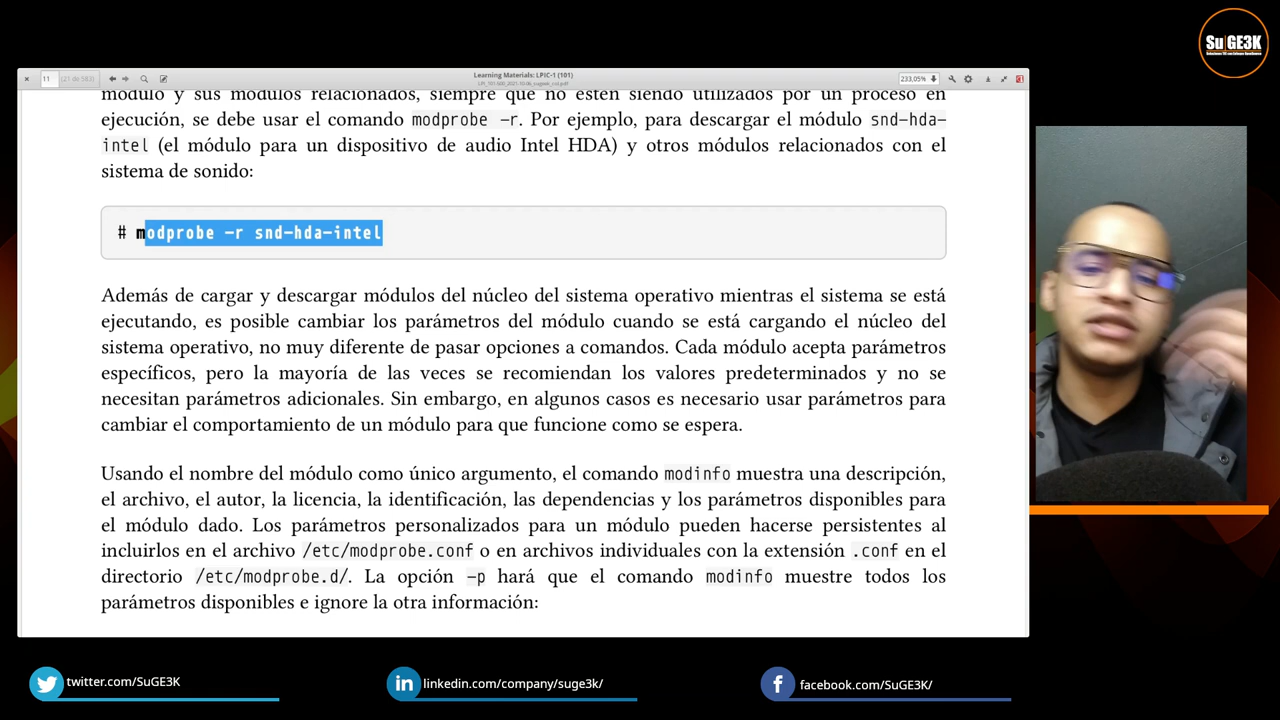 Su GE3K
Learning Materials: LPIC-1 (101)
11
(21 de 583)
233,05%
módulo y sus módulos relacionados, siempre que no estén siendo utilizados por un proceso en
ejecución, se debe usar el comando modprobe -r. Por ejemplo, para descargar el módulo snd-hda-
intel (el módulo para un dispositivo de audio Intel HDA) y otros módulos relacionados con el
sistema de sonido:
# modprobe -r snd-hda-intel
Además de cargar y descargar módulos del núcleo del sistema operativo mientras el sistema se está
ejecutando, es posible cambiar los parámetros del módulo cuando se está cargando el núcleo del
sistema operativo, no muy diferente de pasar opciones a comandos. Cada módulo acepta parámetros
específicos, pero la mayoría de las veces se recomiendan los valores predeterminados y no se
necesitan parámetros adicionales. Sin embargo, en algunos casos es necesario usar parámetros para
cambiar el comportamiento de un módulo para que funcione como se espera.
Usando el nombre del módulo como único argumento, el comando modinfo muestra una descripción,
el archivo, el autor, la licencia, la identificación, las dependencias y los parámetros disponibles para
el módulo dado. Los parámetros personalizados para un módulo pueden hacerse persistentes al
incluirlos en el archivo /etc/modprobe.conf o en archivos individuales con la extensión .conf en el
directorio /etc/modprobe.d/. La opción -p hará que el comando modinfo muestre todos los
parámetros disponibles e ignore la otra información:
twitter.com/SuGE3K
linkedin.com/company/suge3k/
facebook.com/SuGE3K/